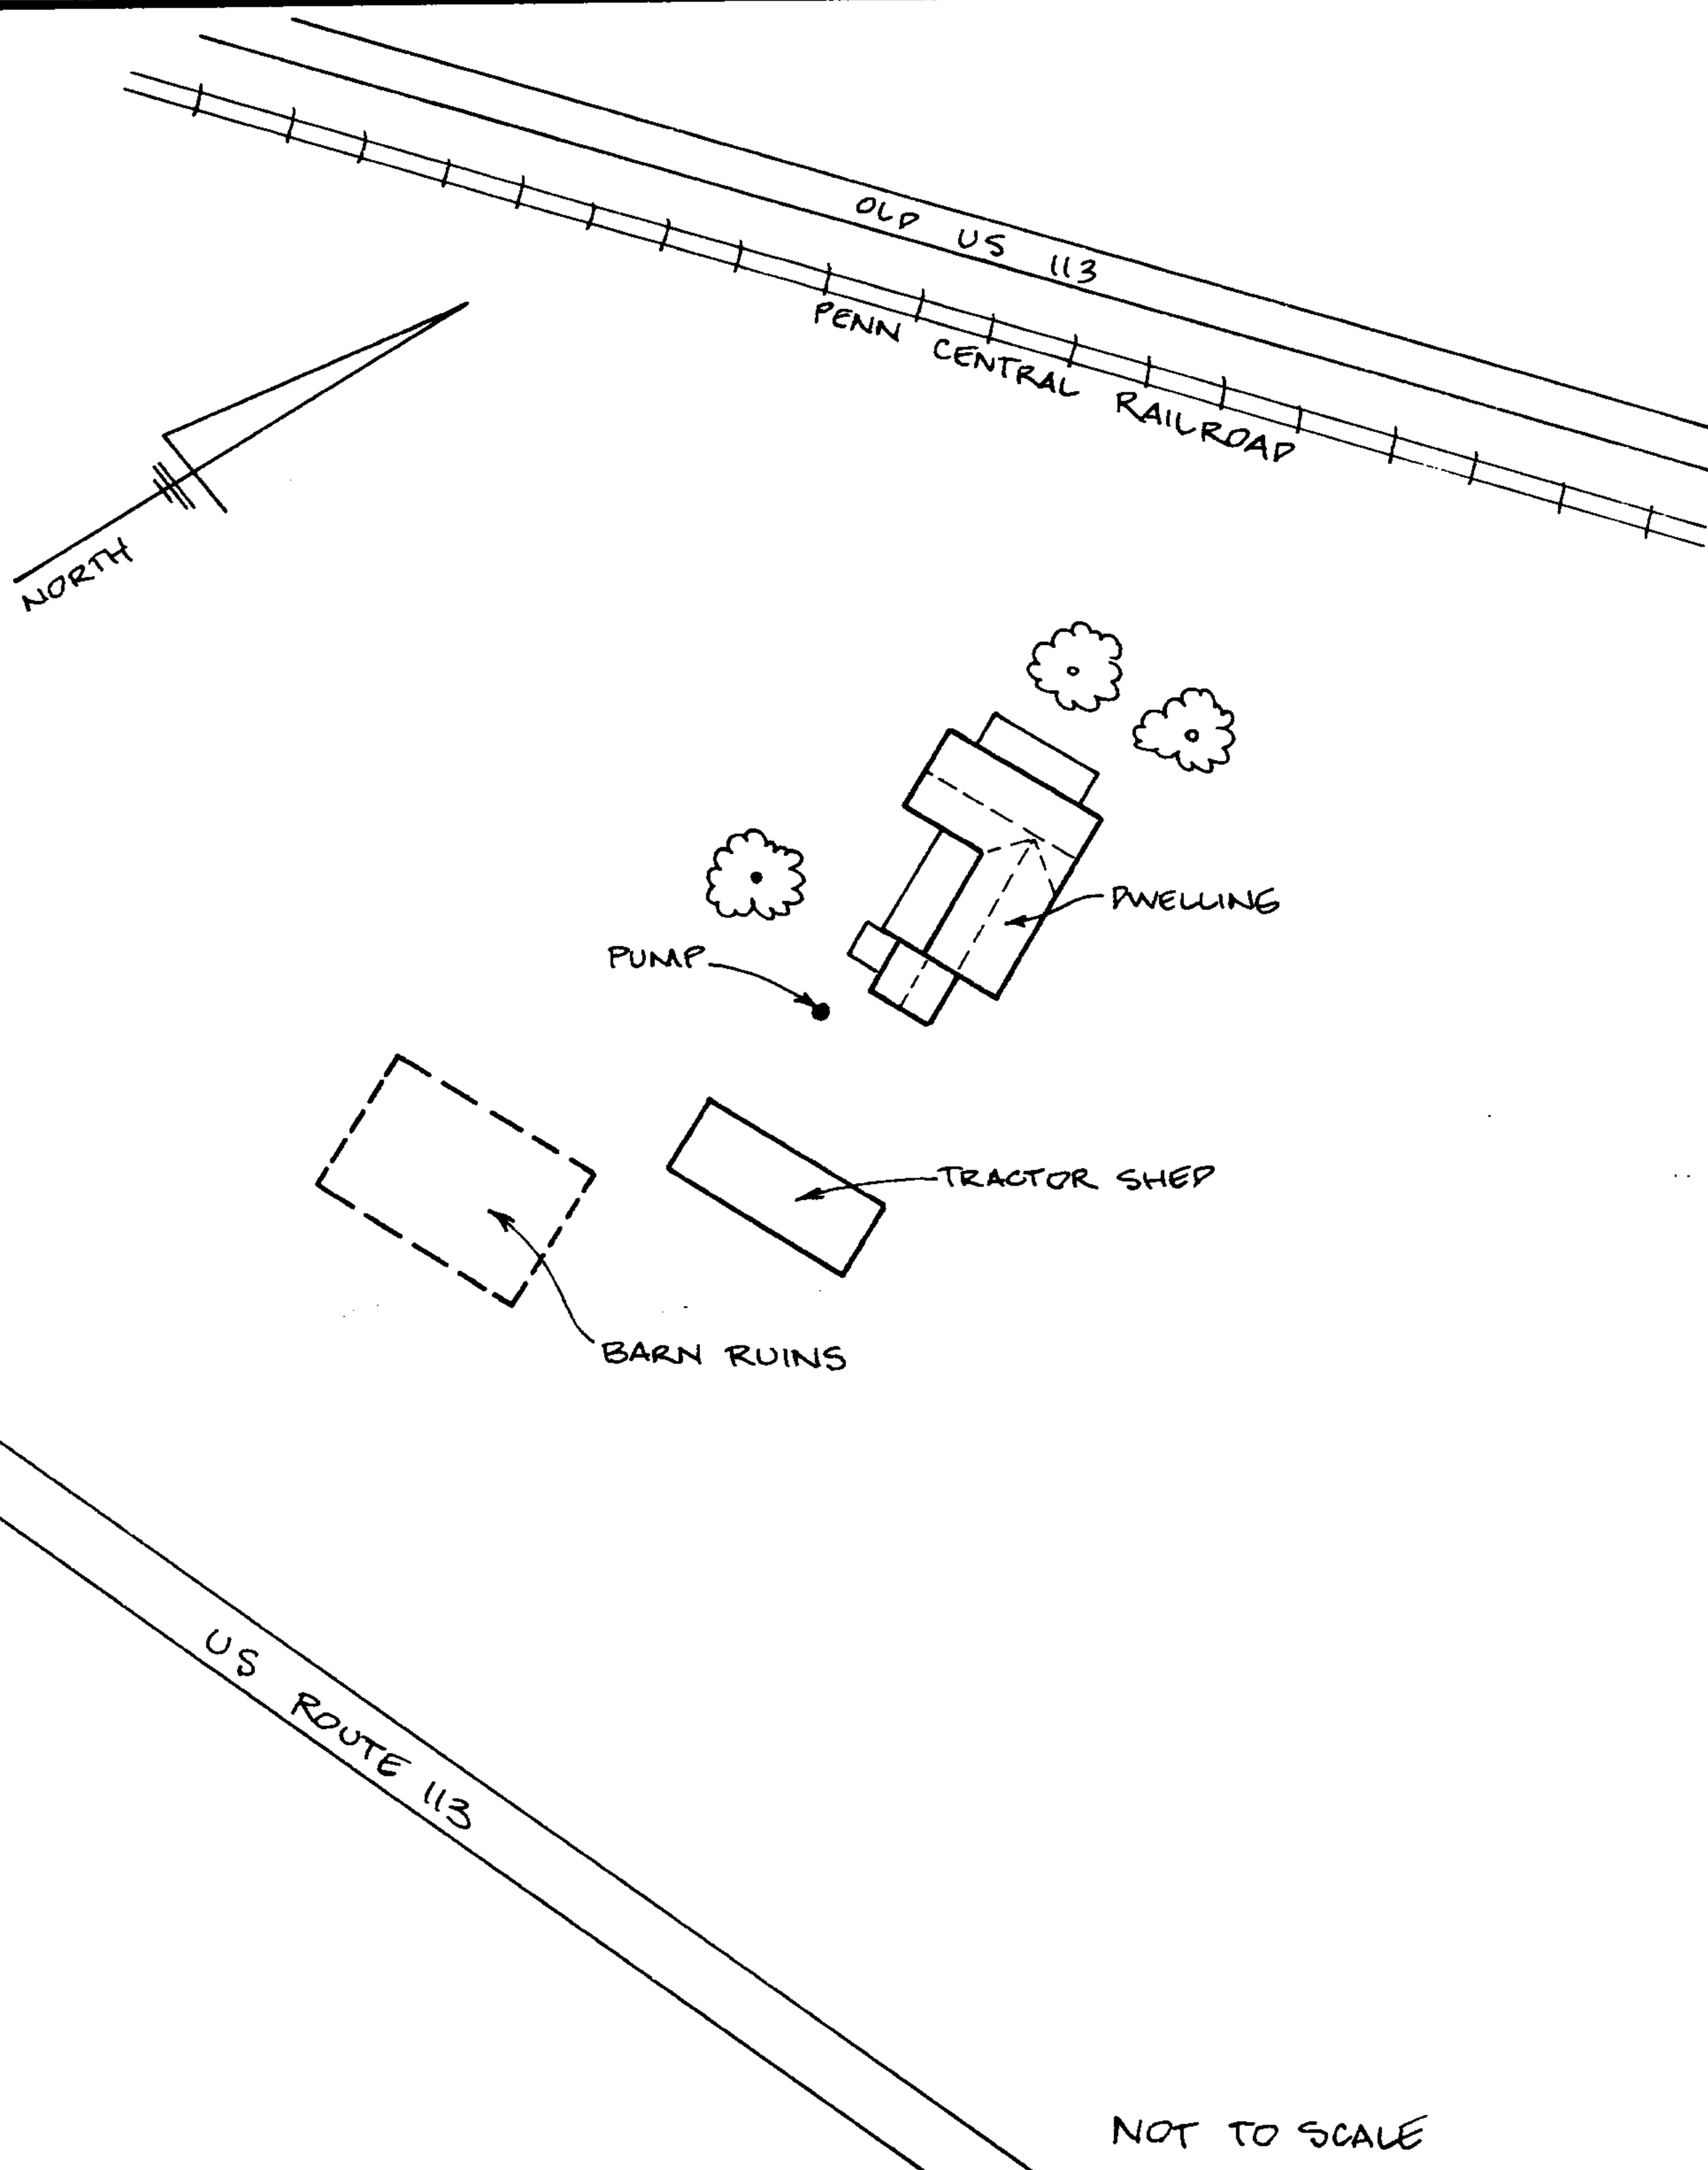 OLD US 113
PENN CENTRAL RAILROAD
NORTH
DWELLING
PUMP
TRACTOR SHED
BARN RUINS
US ROUTE 113
NOT TO SCALE